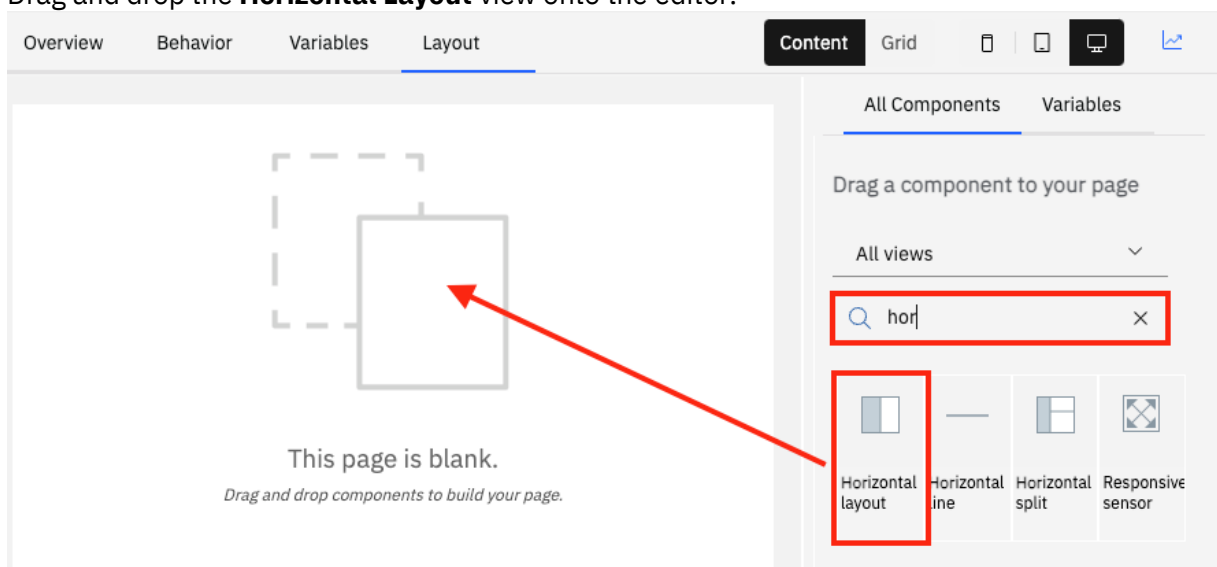 Drag and drop the Horizontal Layout view onto the editor.
Overview Behavior Variables Layout Content Grid
All Components Variables
Drag a component to your page
All views
hor
This page is blank.
Drag and drop components to build your page.
Horizontal layout
Horizontal line
Horizontal split
Responsive sensor